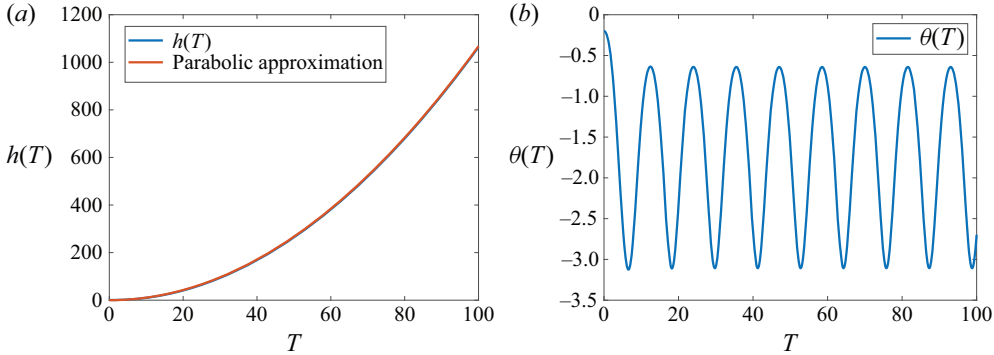 (a)
1200
1000
800
600
400
200
0
h(T)
h(T)
Parabolic approximation
0 20 40 60 80 100
T
(b)
0
–0.5
–1.0
–1.5
–2.0
–2.5
–3.0
–3.5
θ(T)
θ(T)
0 20 40 60 80 100
T